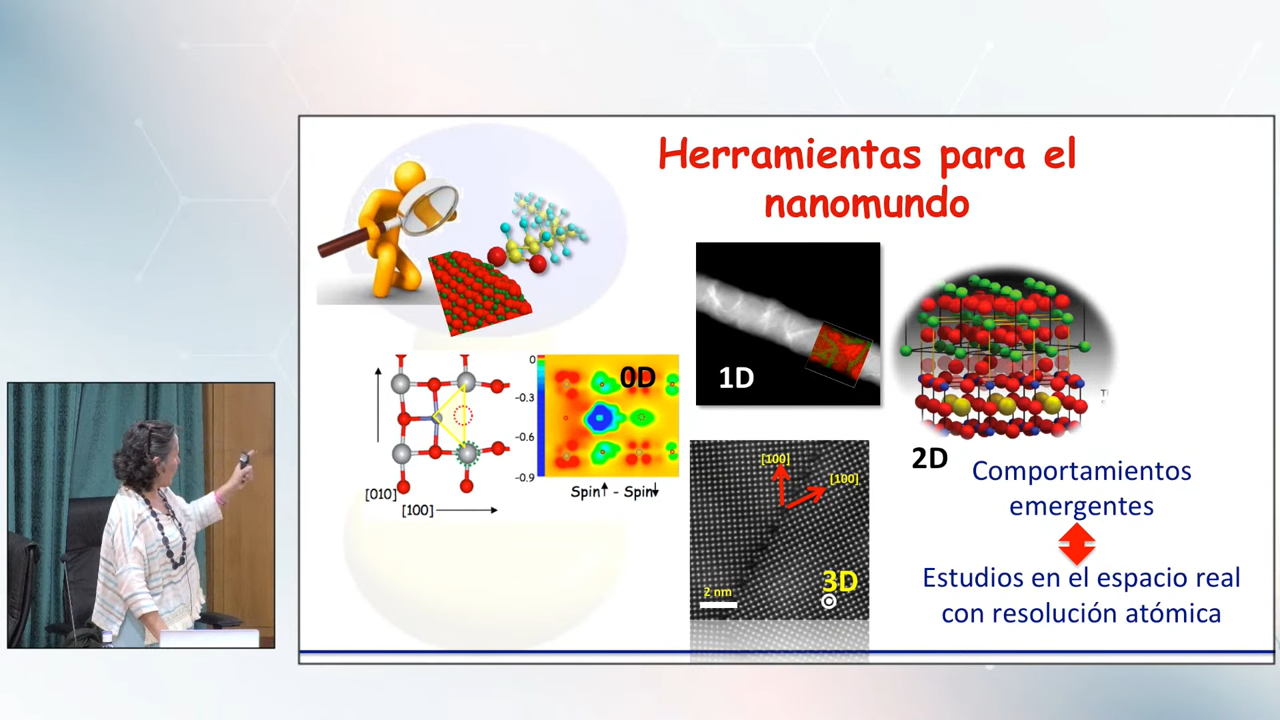 Herramientas para el
nanomundo
0
-0.3
-0.6
-0.9
0D
Spin↑ - Spin↓
[010]
[100]
1D
[100]
[100]
3D
2 nm
2D
Comportamientos
emergentes
Estudios en el espacio real
con resolución atómica